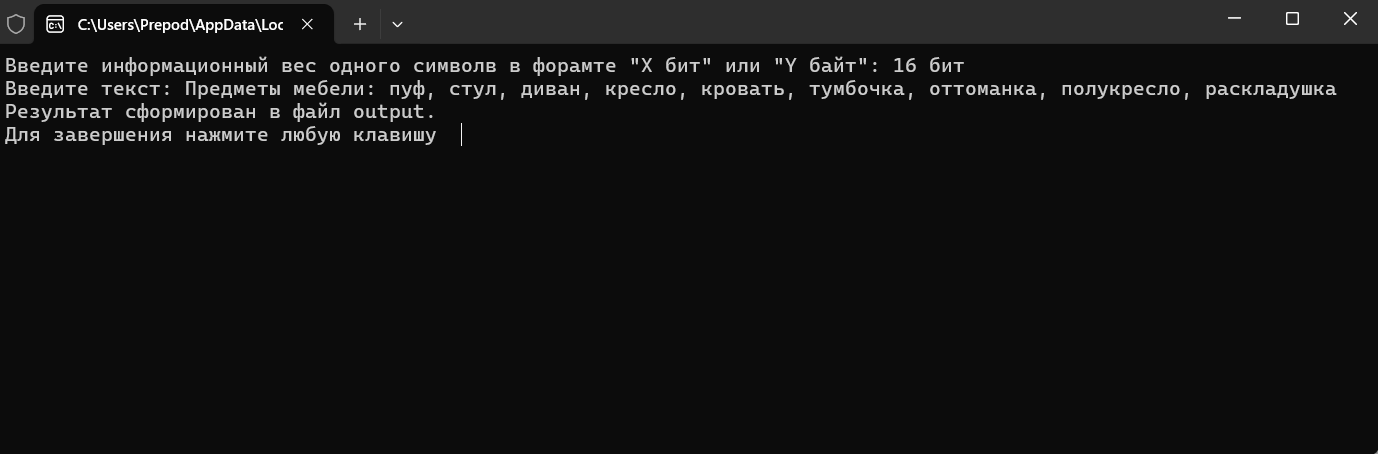 C:\Users\Prepod\AppData\Loc
Введите информационный вес одного символв в форамте "X бит" или "Y байт": 16 бит
Введите текст: Предметы мебели: пуф, стул, диван, кресло, кровать, тумбочка, оттоманка, полукресло, раскладушка
Результат сформирован в файл output.
Для завершения нажмите любую клавишу